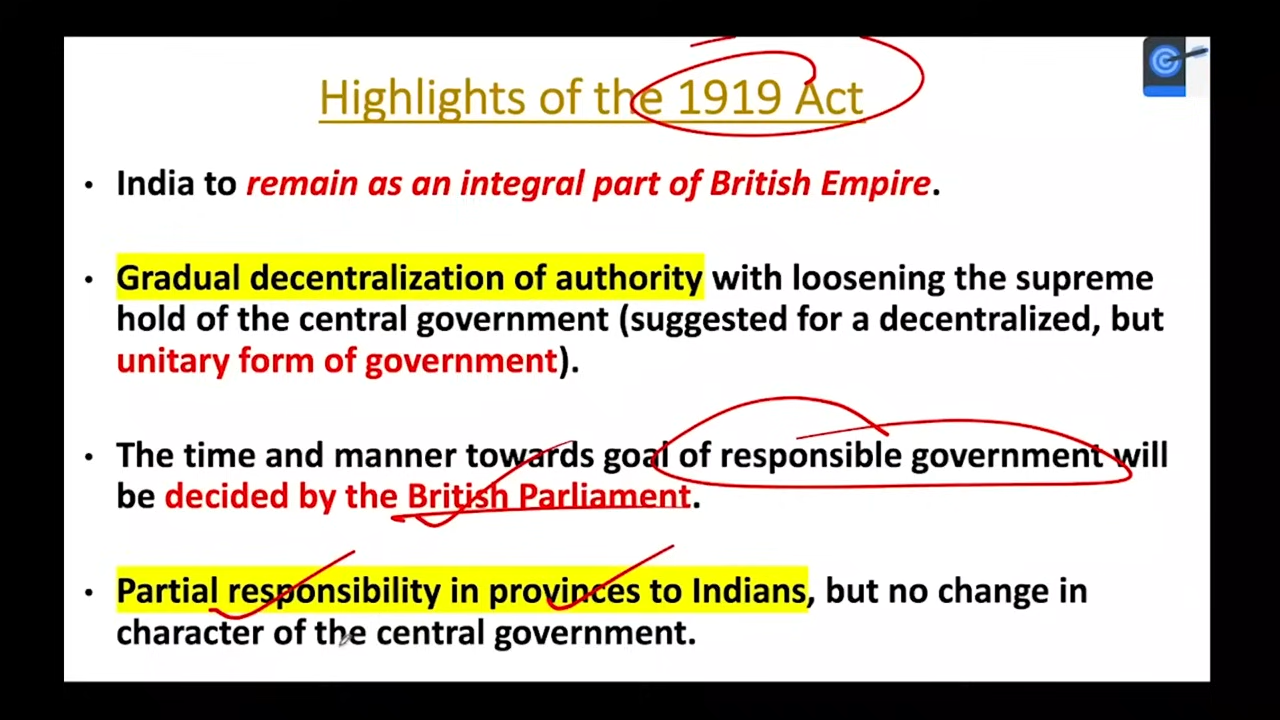 Highlights of the 1919 Act
• India to remain as an integral part of British Empire.
• Gradual decentralization of authority with loosening the supreme
hold of the central government (suggested for a decentralized, but
unitary form of government).
• The time and manner towards goal of responsible government will
be decided by the British Parliament.
• Partial responsibility in provinces to Indians, but no change in
character of the central government.